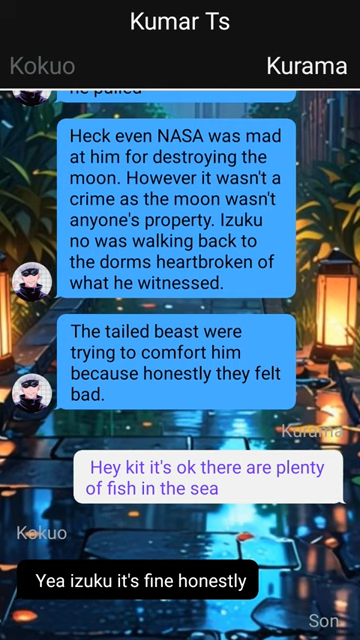 Kumar Ts
Kokuo
Kurama
he pulled
Heck even NASA was mad
at him for destroying the
moon. However it wasn't a
crime as the moon wasn't
anyone's property. Izuku
no was walking back to
the dorms heartbroken of
what he witnessed.
The tailed beast were
trying to comfort him
because honestly they felt
bad.
Kurama
Hey kit it's ok there are plenty
of fish in the sea
Kokuo
Yea izuku it's fine honestly
Son